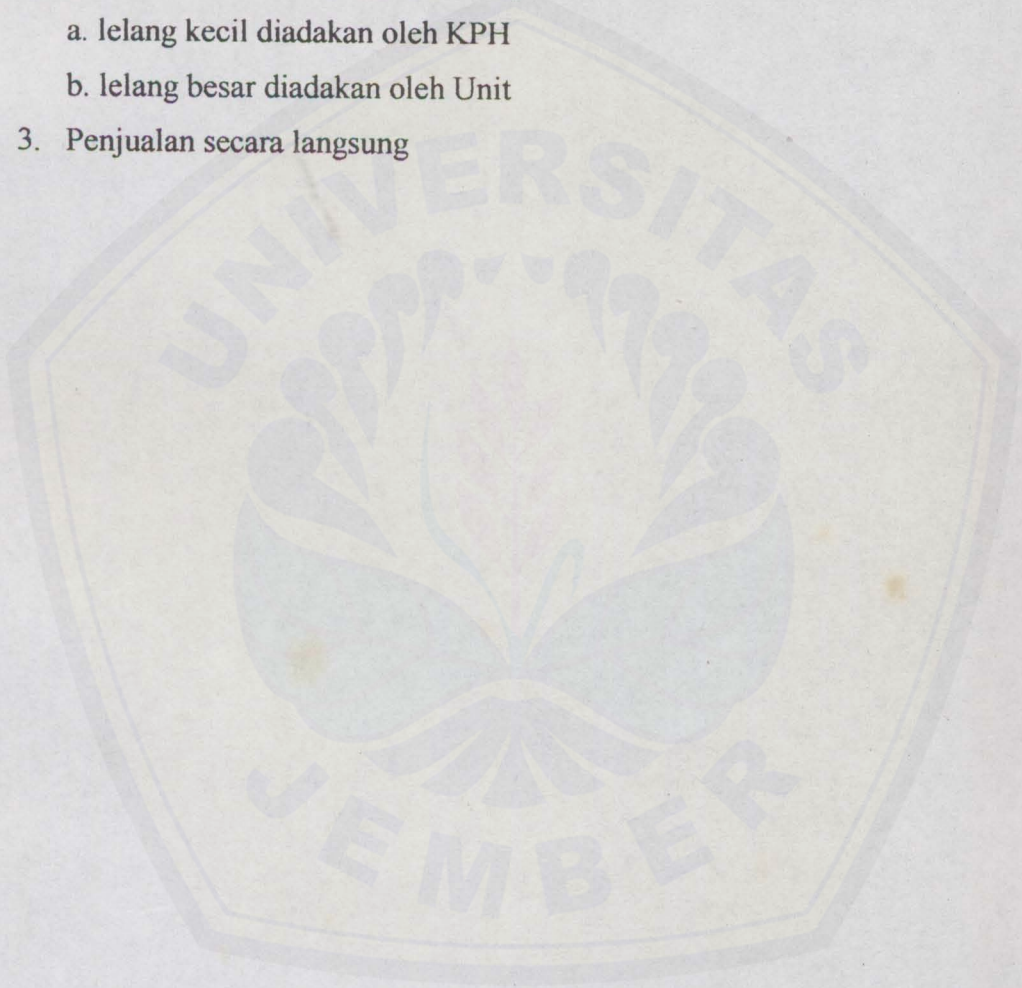 a. lelang kecil diadakan oleh KPH
b. lelang besar diadakan oleh Unit
3. Penjualan secara langsung
UNIVERSITAS
JEMBER